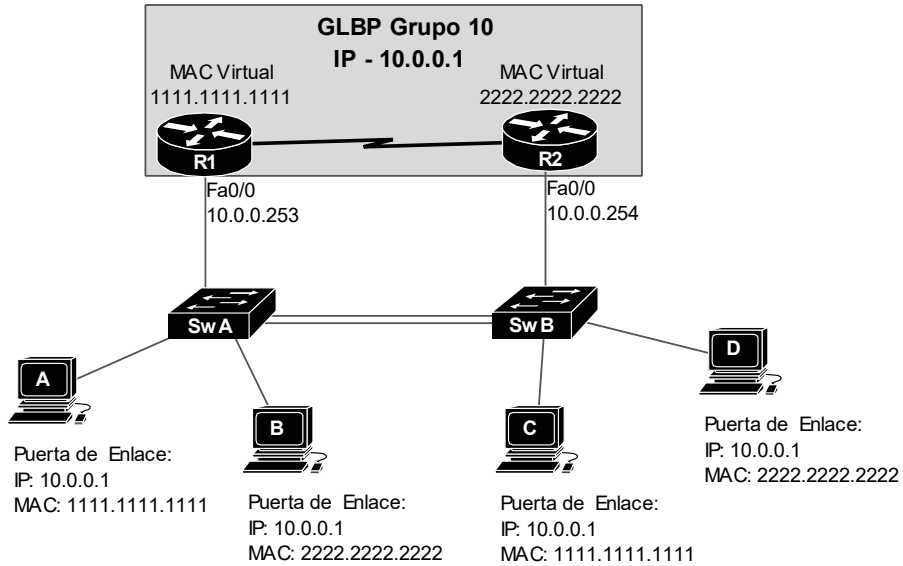 GLBP Grupo 10
IP - 10.0.0.1
MAC Virtual
1111.1111.1111
MAC Virtual
2222.2222.2222
R1
R2
Fa0/0
10.0.0.253
Fa0/0
10.0.0.254
SwA
SwB
A
B
C
D
Puerta de Enlace:
IP: 10.0.0.1
MAC: 1111.1111.1111
Puerta de Enlace:
IP: 10.0.0.1
MAC: 2222.2222.2222
Puerta de Enlace:
IP: 10.0.0.1
MAC: 1111.1111.1111
Puerta de Enlace:
IP: 10.0.0.1
MAC: 2222.2222.2222